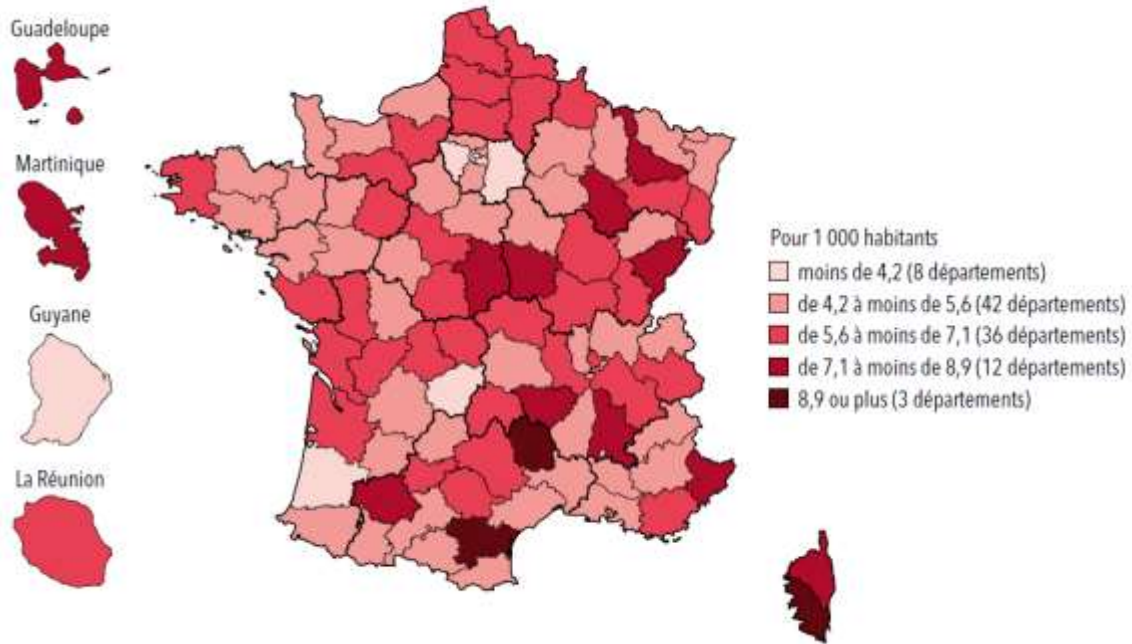 Guadeloupe
Martinique
Guyane
La Réunion
Pour 1 000 habitants
moins de 4,2 (8 départements)
de 4,2 à moins de 5,6 (42 départements)
de 5,6 à moins de 7,1 (36 départements)
de 7,1 à moins de 8,9 (12 départements)
8,9 ou plus (3 départements)